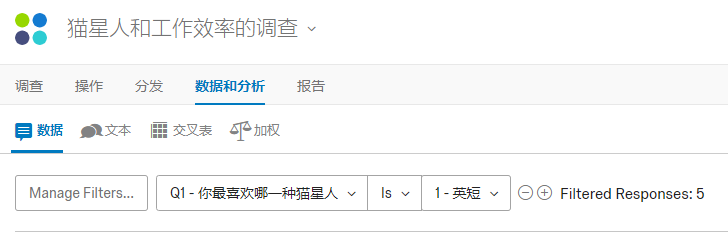 猫星人和工作效率的调查
调查 操作 分发 数据和分析 报告
数据 文本 交叉表 加权
Manage Filters... Q1 - 你最喜欢哪一种猫星人 Is 1 - 英短 Filtered Responses: 5